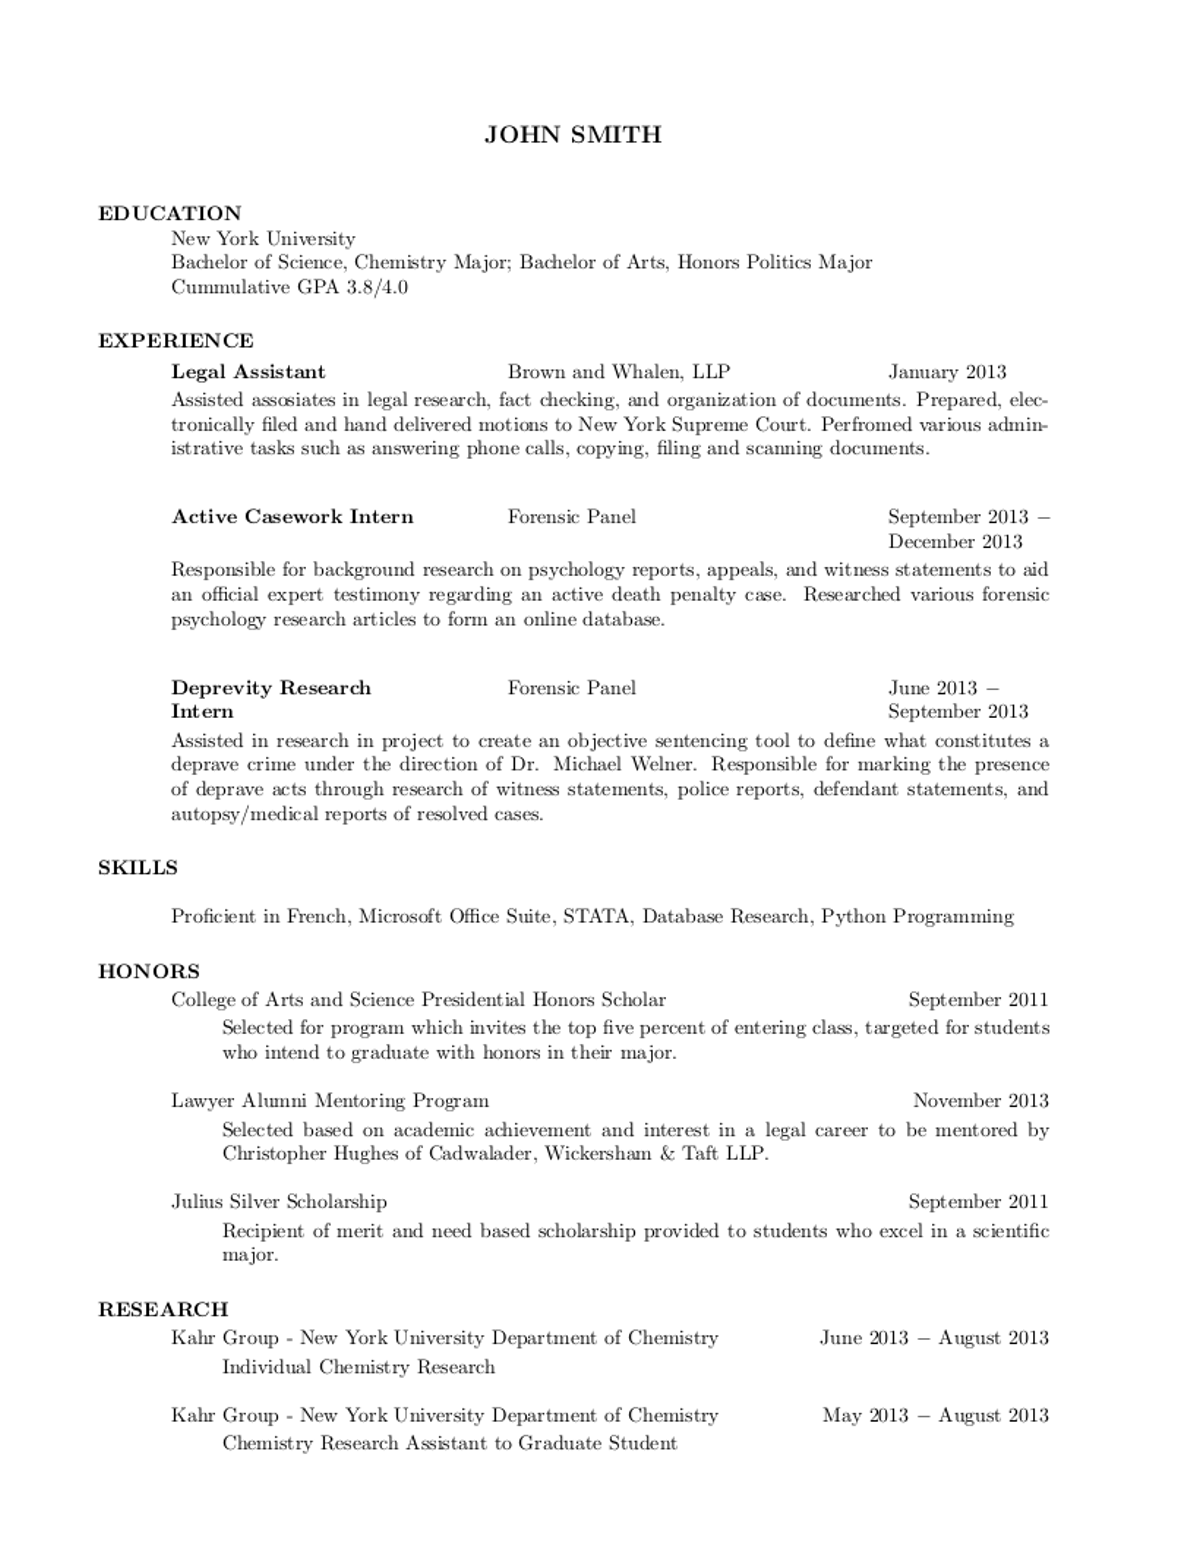 JOHN SMITH
EDUCATION
New York University
Bachelor of Science, Chemistry Major; Bachelor of Arts, Honors Politics Major
Cummulative GPA 3.8/4.0
EXPERIENCE
Legal Assistant Brown and Whalen, LLP January 2013
Assisted assosiates in legal research, fact checking, and organization of documents. Prepared, elec-
tronically filed and hand delivered motions to New York Supreme Court. Perfromed various admin-
istrative tasks such as answering phone calls, copying, filing and scanning documents.
Active Casework Intern Forensic Panel September 2013 –
December 2013
Responsible for background research on psychology reports, appeals, and witness statements to aid
an official expert testimony regarding an active death penalty case. Researched various forensic
psychology research articles to form an online database.
Deprevity Research Forensic Panel June 2013 –
Intern September 2013
Assisted in research in project to create an objective sentencing tool to define what constitutes a
deprave crime under the direction of Dr. Michael Welner. Responsible for marking the presence
of deprave acts through research of witness statements, police reports, defendant statements, and
autopsy/medical reports of resolved cases.
SKILLS
Proficient in French, Microsoft Office Suite, STATA, Database Research, Python Programming
HONORS
College of Arts and Science Presidential Honors Scholar September 2011
Selected for program which invites the top five percent of entering class, targeted for students
who intend to graduate with honors in their major.
Lawyer Alumni Mentoring Program November 2013
Selected based on academic achievement and interest in a legal career to be mentored by
Christopher Hughes of Cadwalader, Wickersham & Taft LLP.
Julius Silver Scholarship September 2011
Recipient of merit and need based scholarship provided to students who excel in a scientific
major.
RESEARCH
Kahr Group - New York University Department of Chemistry June 2013 – August 2013
Individual Chemistry Research
Kahr Group - New York University Department of Chemistry May 2013 – August 2013
Chemistry Research Assistant to Graduate Student